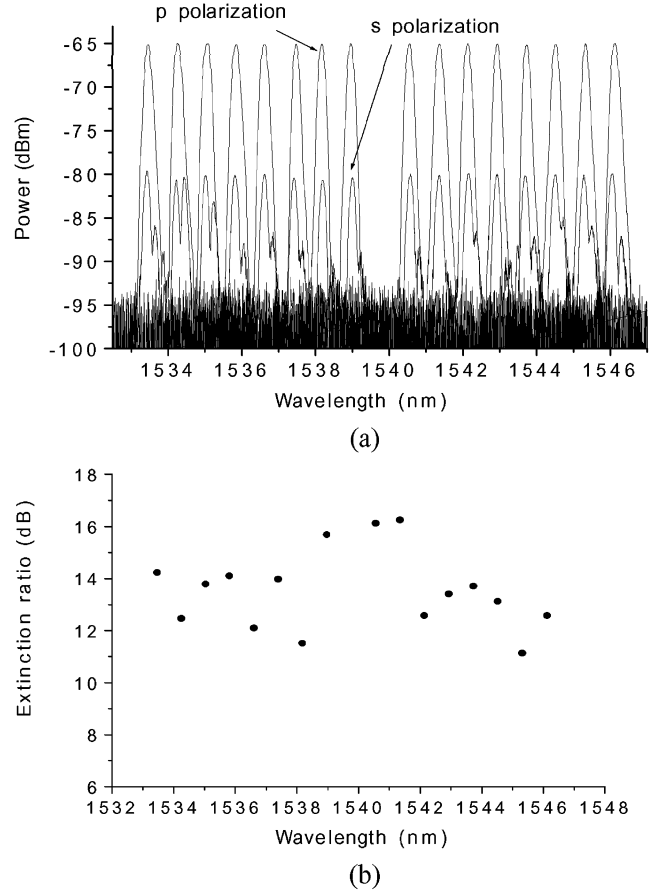 p polarization
s polarization
-65
-70
-75
-80
-85
-90
-95
-100
Power (dBm)
1534 1536 1538 1540 1542 1544 1546
Wavelength (nm)
(a)
18
16
14
12
10
8
6
Extinction ratio (dB)
1532 1534 1536 1538 1540 1542 1544 1546 1548
Wavelength (nm)
(b)